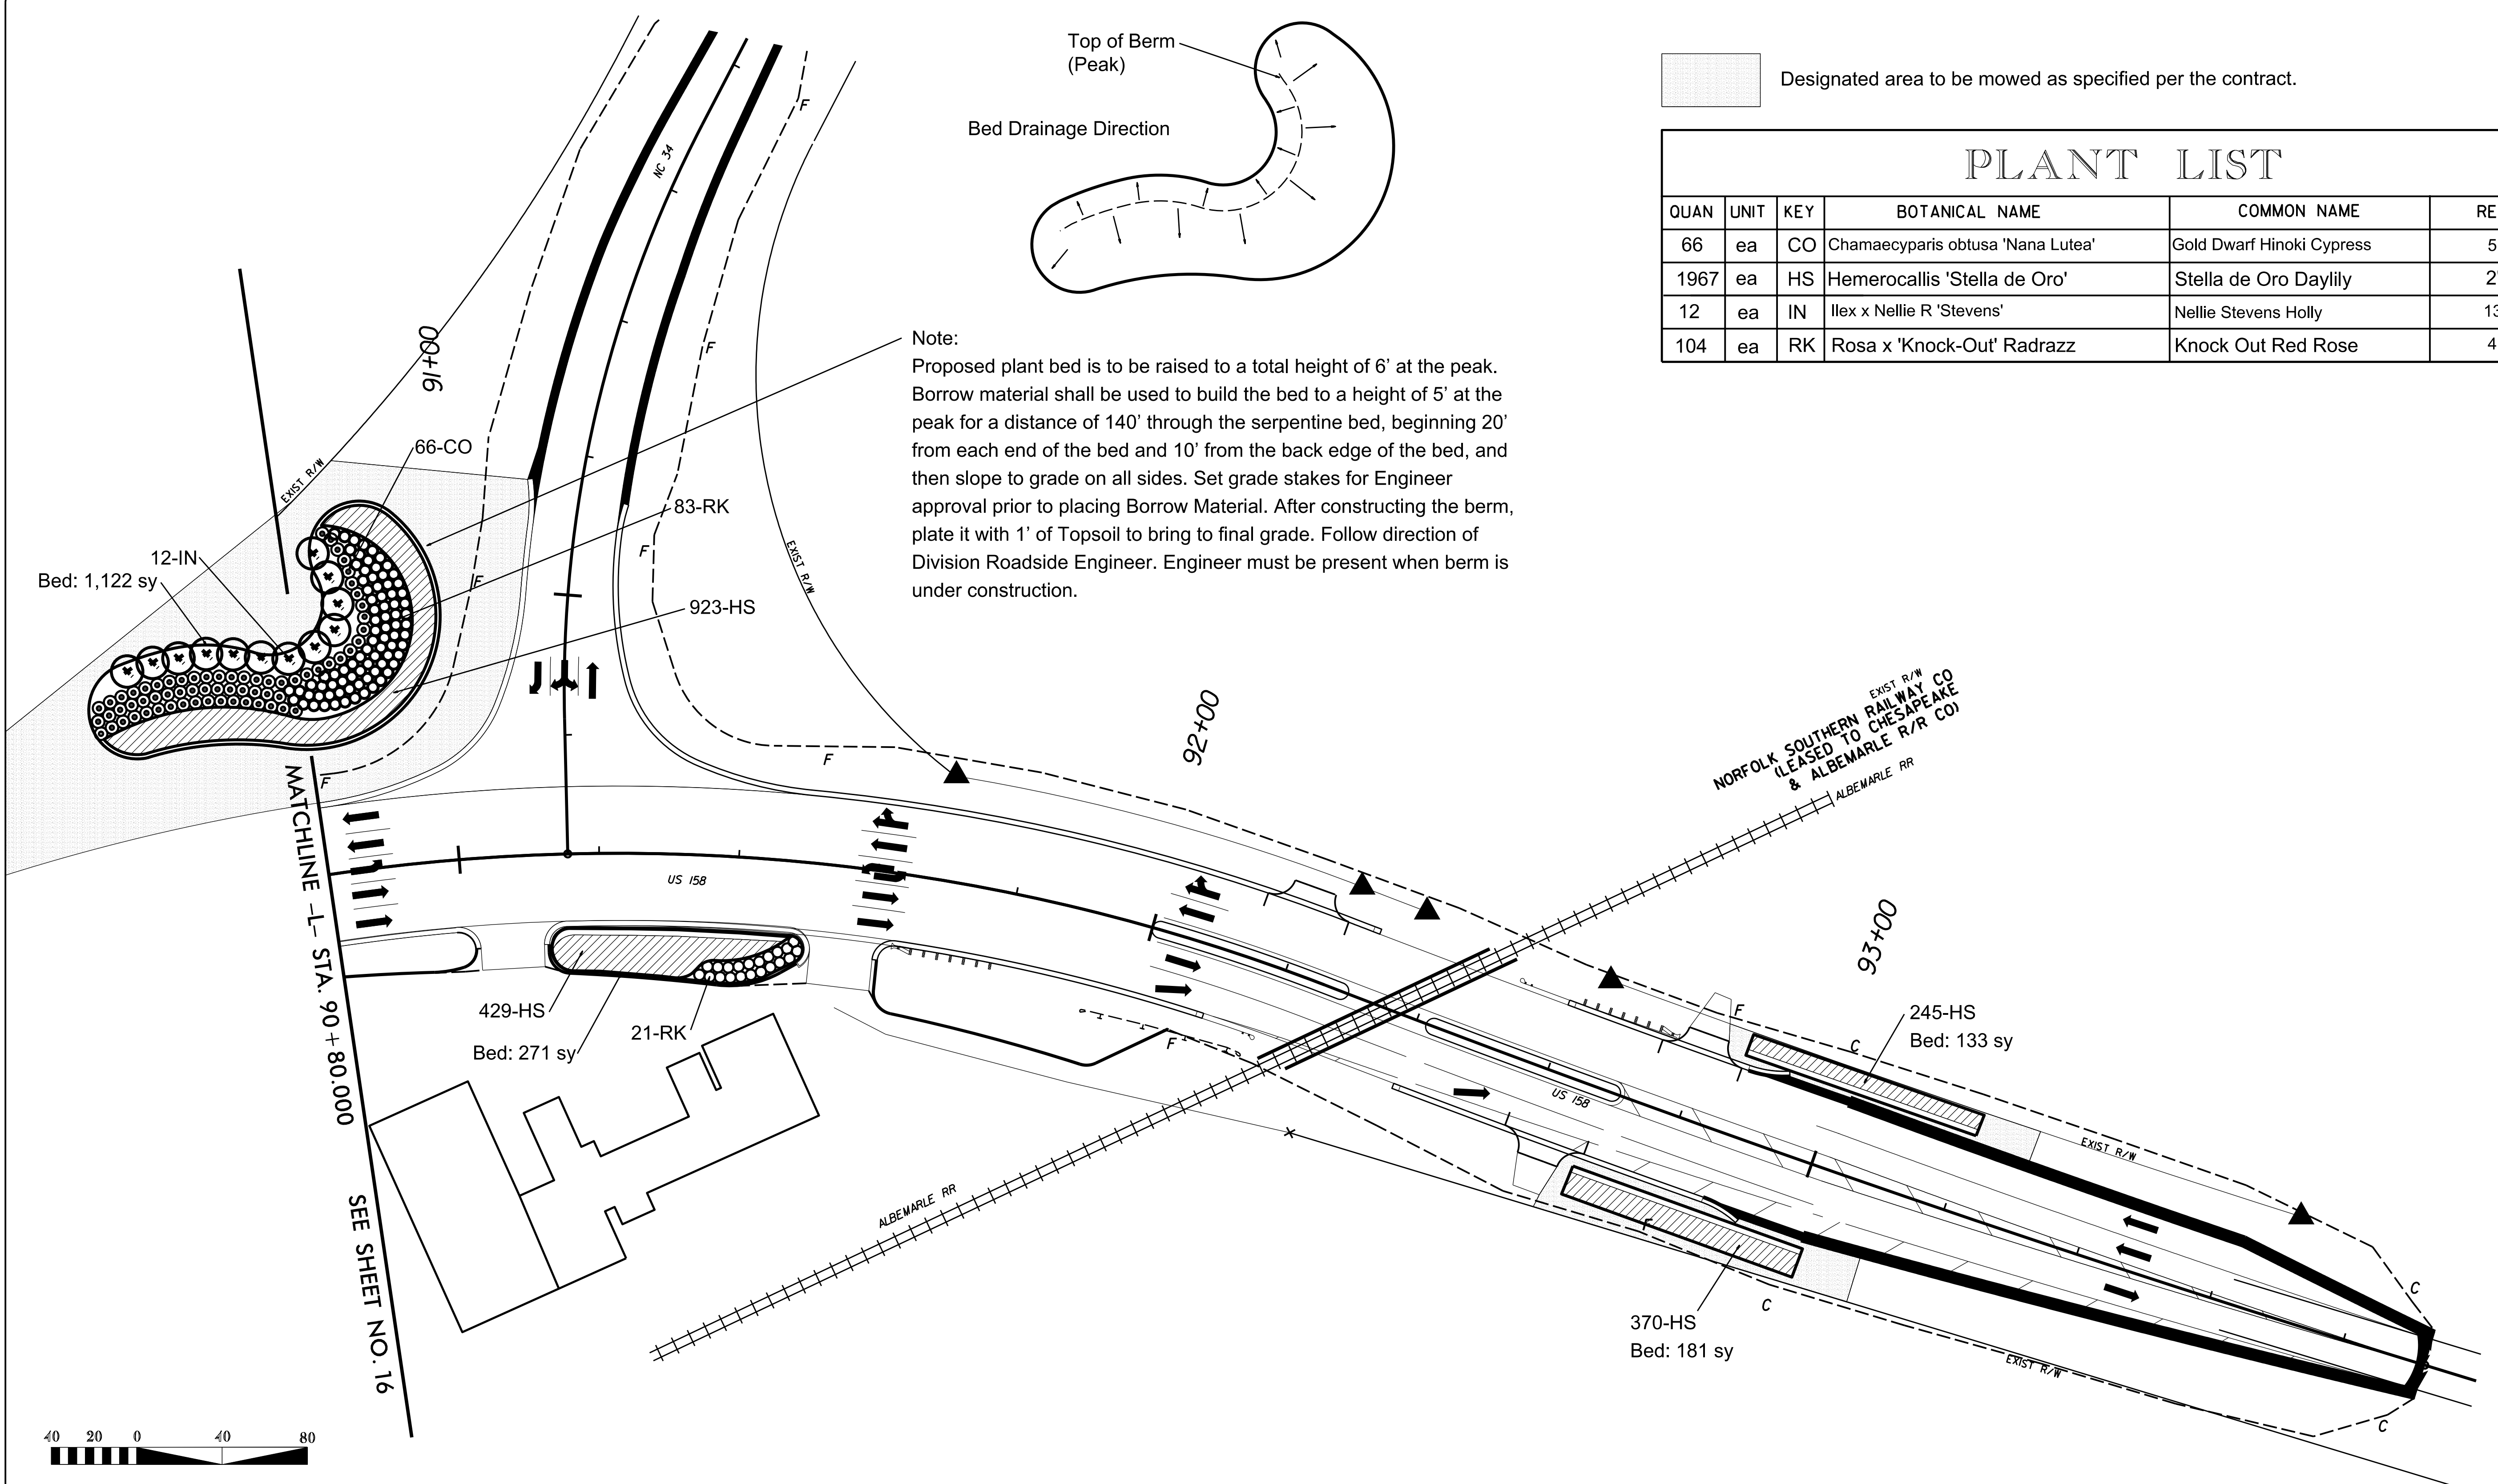 Top of Berm
(Peak)
Bed Drainage Direction
Designated area to be mowed as specified per the contract.
PLANT LIST
QUAN UNIT KEY BOTANICAL NAME COMMON NAME
66 ea CO Chamaecyparis obtusa 'Nana Lutea' Gold Dwarf Hinoki Cypress 5
1967 ea HS Hemerocallis 'Stella de Oro' Stella de Oro Daylily 2'
12 ea IN Ilex x Nellie R 'Stevens' Nellie Stevens Holly 13
104 ea RK Rosa x 'Knock-Out' Radrazz Knock Out Red Rose 4
Note:
Proposed plant bed is to be raised to a total height of 6’ at the peak.
Borrow material shall be used to build the bed to a height of 5’ at the
peak for a distance of 140’ through the serpentine bed, beginning 20’
from each end of the bed and 10’ from the back edge of the bed, and
then slope to grade on all sides. Set grade stakes for Engineer
approval prior to placing Borrow Material. After constructing the berm,
plate it with 1’ of Topsoil to bring to final grade. Follow direction of
Division Roadside Engineer. Engineer must be present when berm is
under construction.
NC 34
F
F
F
F
F
F
91+00
EXIST R/W
66-CO
83-RK
12-IN
Bed: 1,122 sy
923-HS
EXIST R/W
92+00
EXIST R/W
NORFOLK SOUTHERN RAILWAY CO
(LEASED TO CHESAPEAKE
& ALBEMARLE R/R CO)
ALBEMARLE RR
MATCHLINE -L- STA. 90+80.000
SEE SHEET NO. 16
US 158
429-HS
21-RK
Bed: 271 sy
F
93+00
F
C
245-HS
Bed: 133 sy
US 158
EXIST R/W
ALBEMARLE RR
F
C
370-HS
Bed: 181 sy
EXIST R/W
C
C
40 20 0 40 80